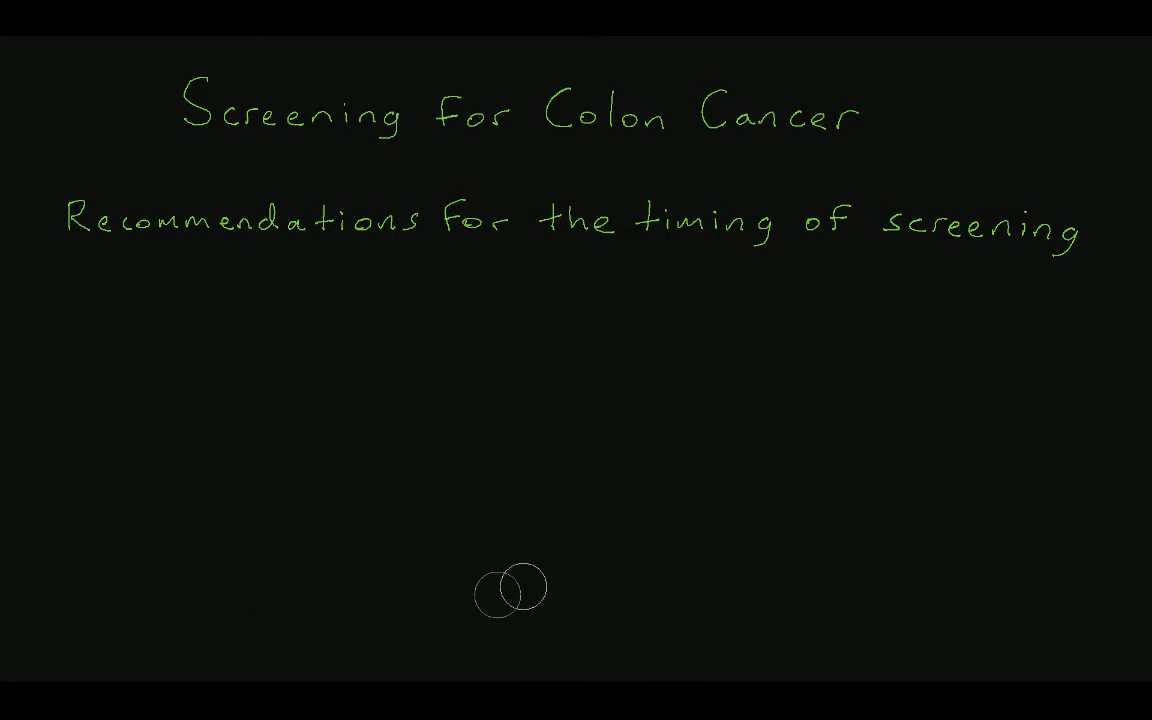 Screening for Colon Cancer
Recommendations for the timing of screening